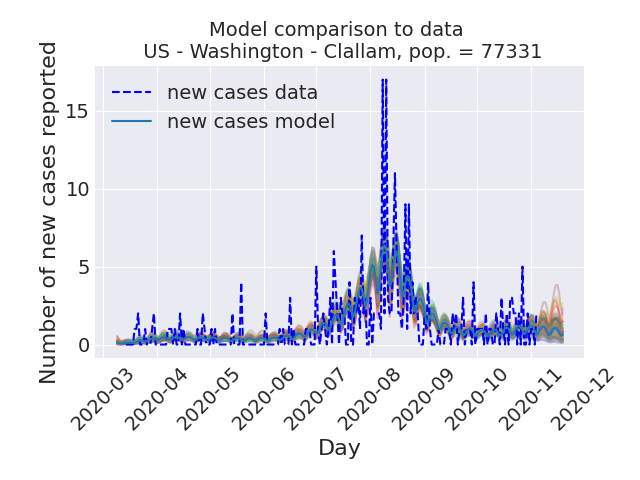 Model comparison to data
US - Washington - Clallam, pop. = 77331
Number of new cases reported
new cases data
new cases model
15
10
5
0
2020-03
2020-04
2020-05
2020-06
2020-07
2020-08
2020-09
2020-10
2020-11
2020-12
Day